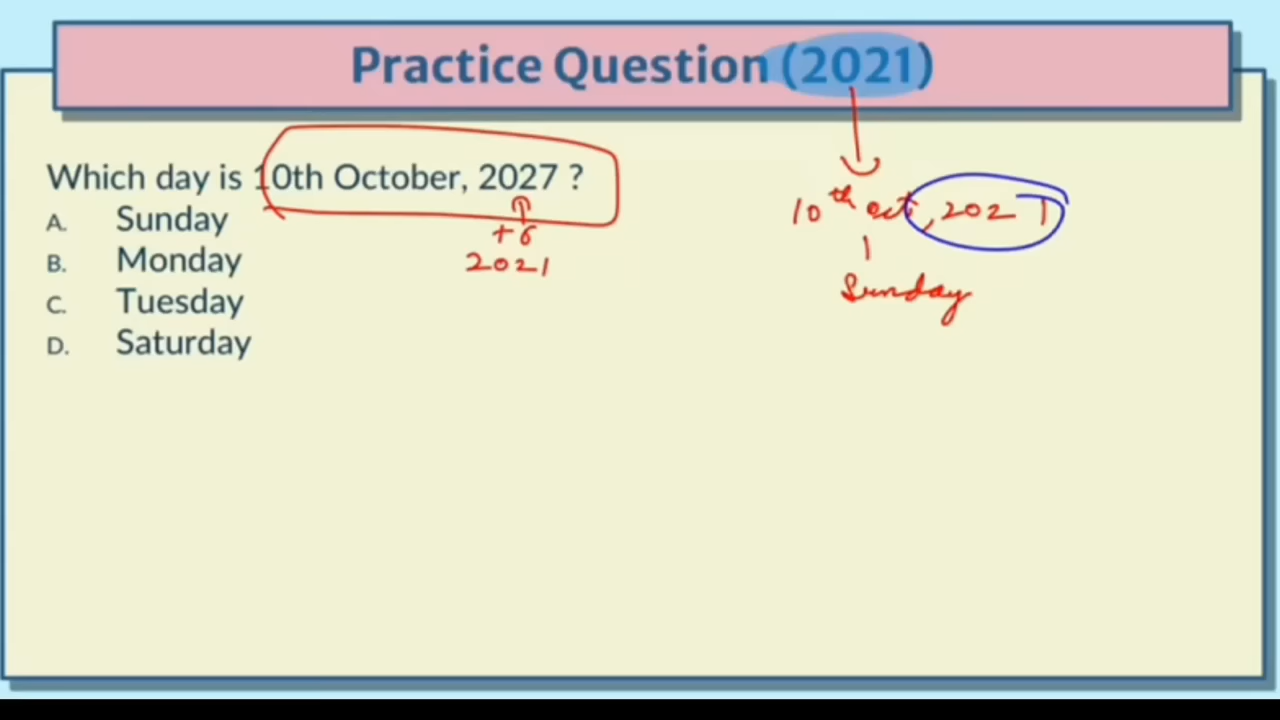 Practice Question (2021)
Which day is 10th October, 2027 ?
A. Sunday
B. Monday
C. Tuesday
D. Saturday
+6
2021
10th oct, 2021
Sunday